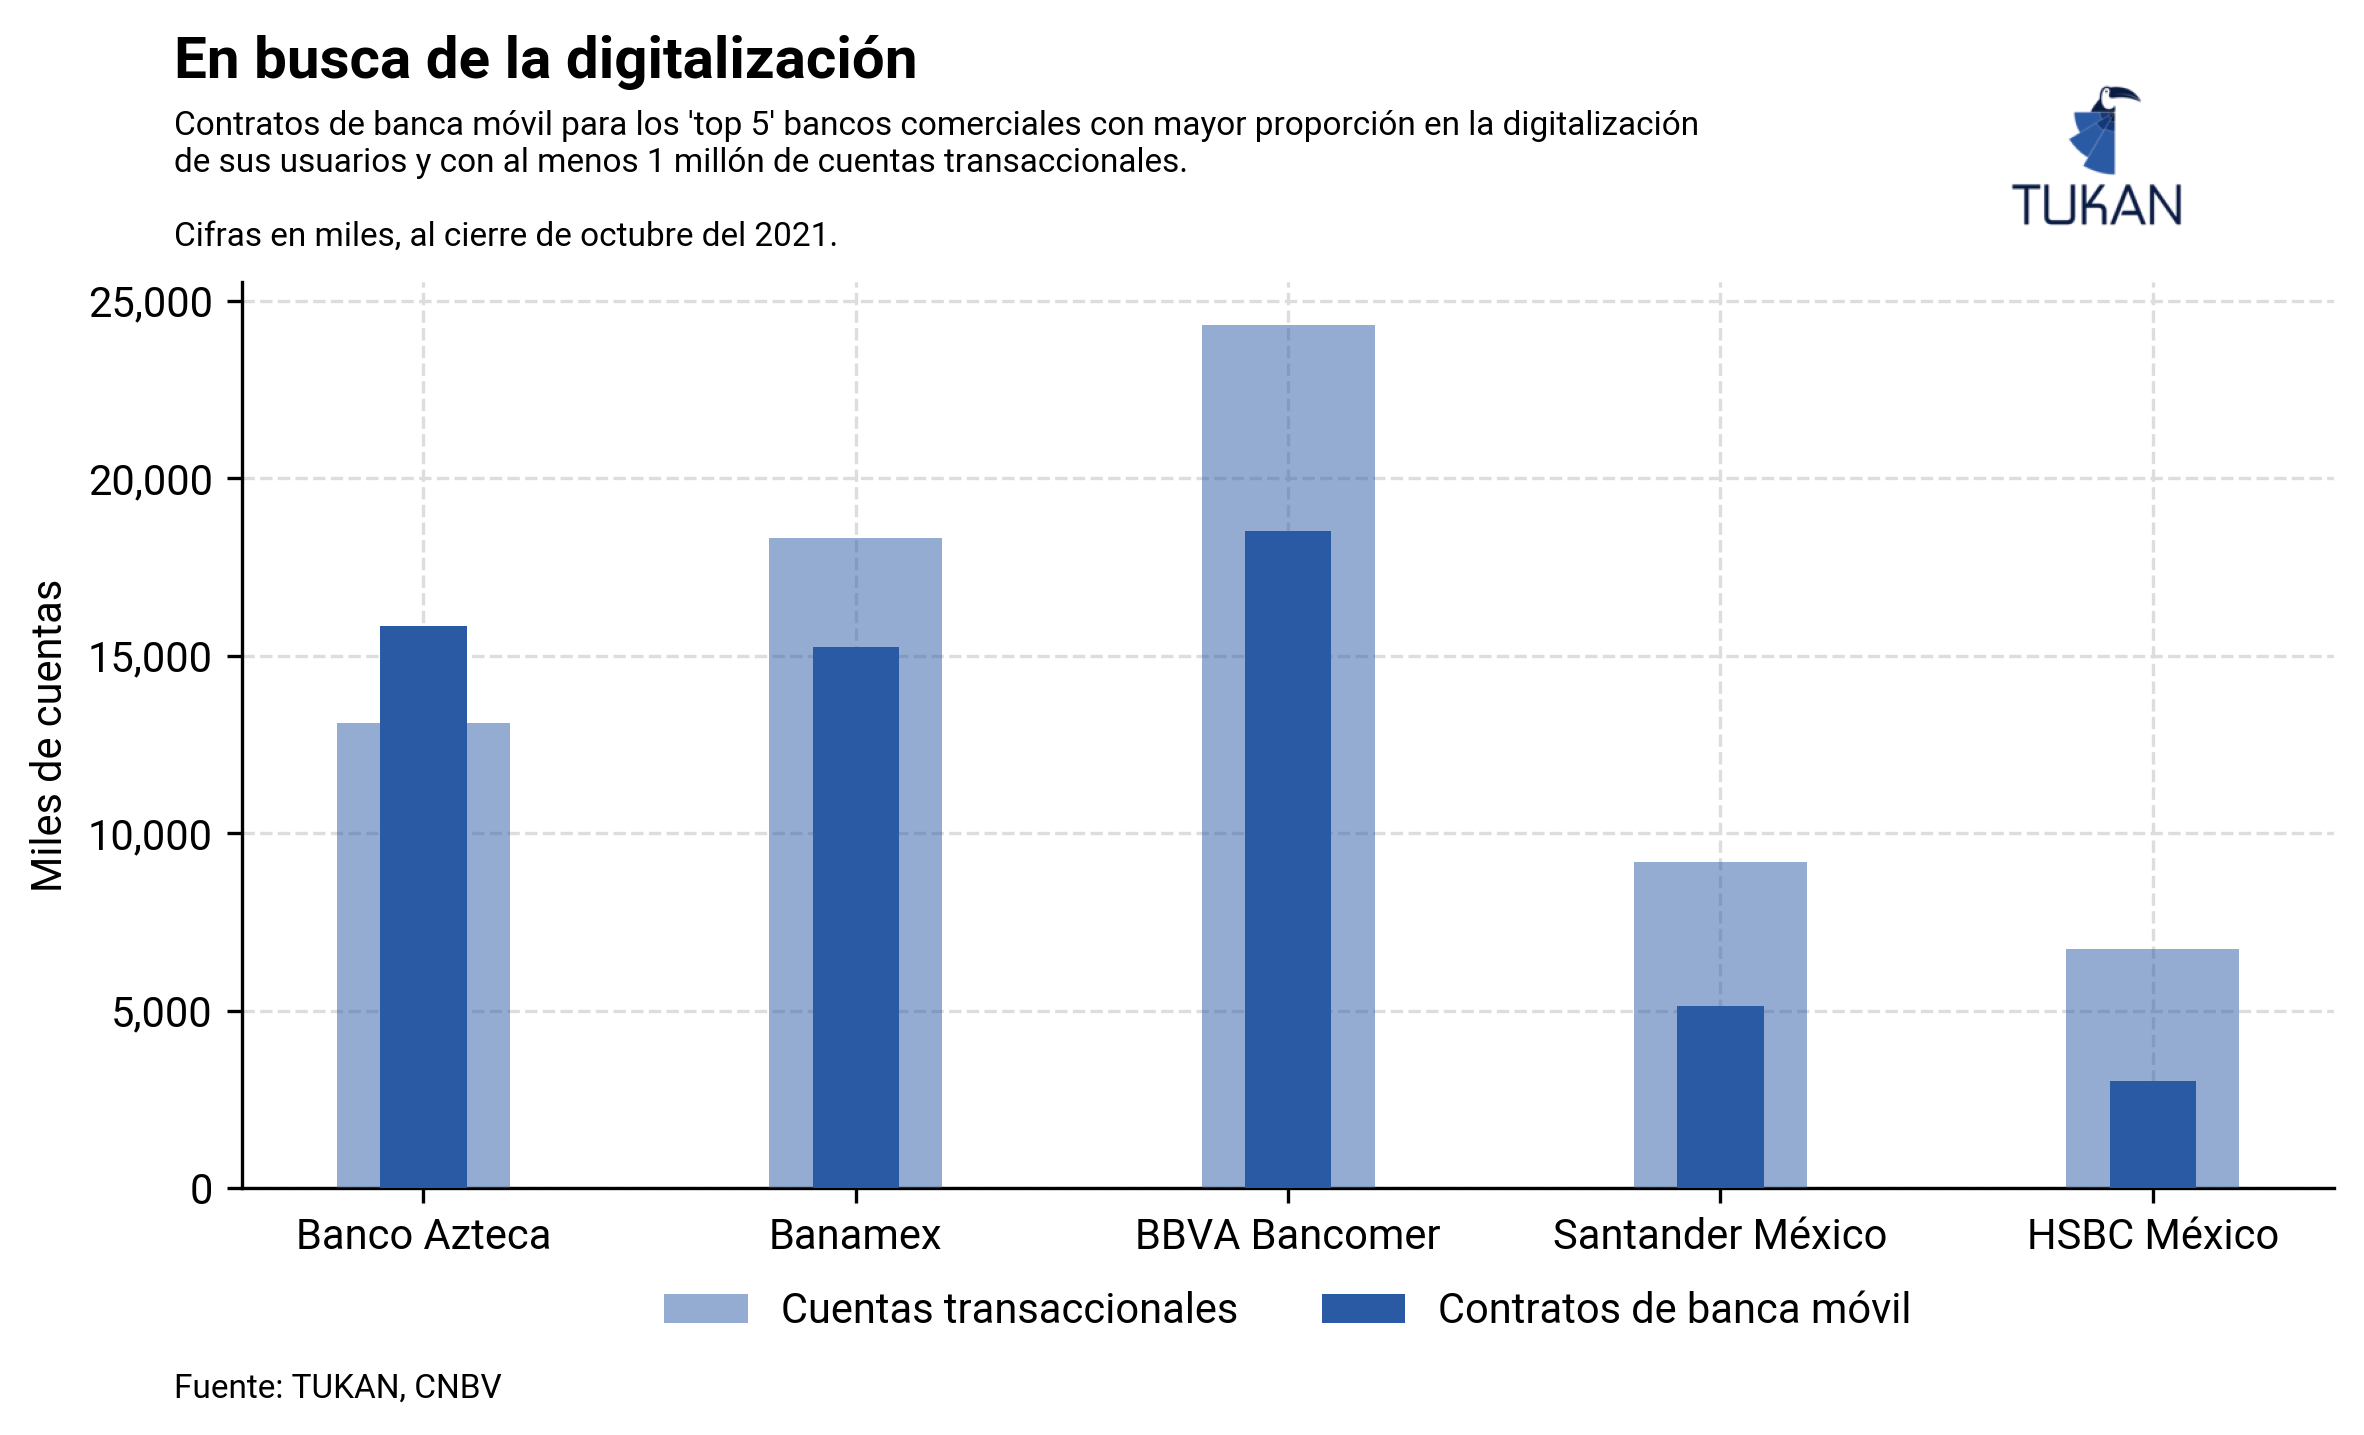 En busca de la digitalización
Contratos de banca móvil para los 'top 5' bancos comerciales con mayor proporción en la digitalización
de sus usuarios y con al menos 1 millón de cuentas transaccionales.
Cifras en miles, al cierre de octubre del 2021.
TUKAN
Miles de cuentas
25,000
20,000
15,000
10,000
5,000
0
Banco Azteca
Banamex
BBVA Bancomer
Santander México
HSBC México
Cuentas transaccionales
Contratos de banca móvil
Fuente: TUKAN, CNBV